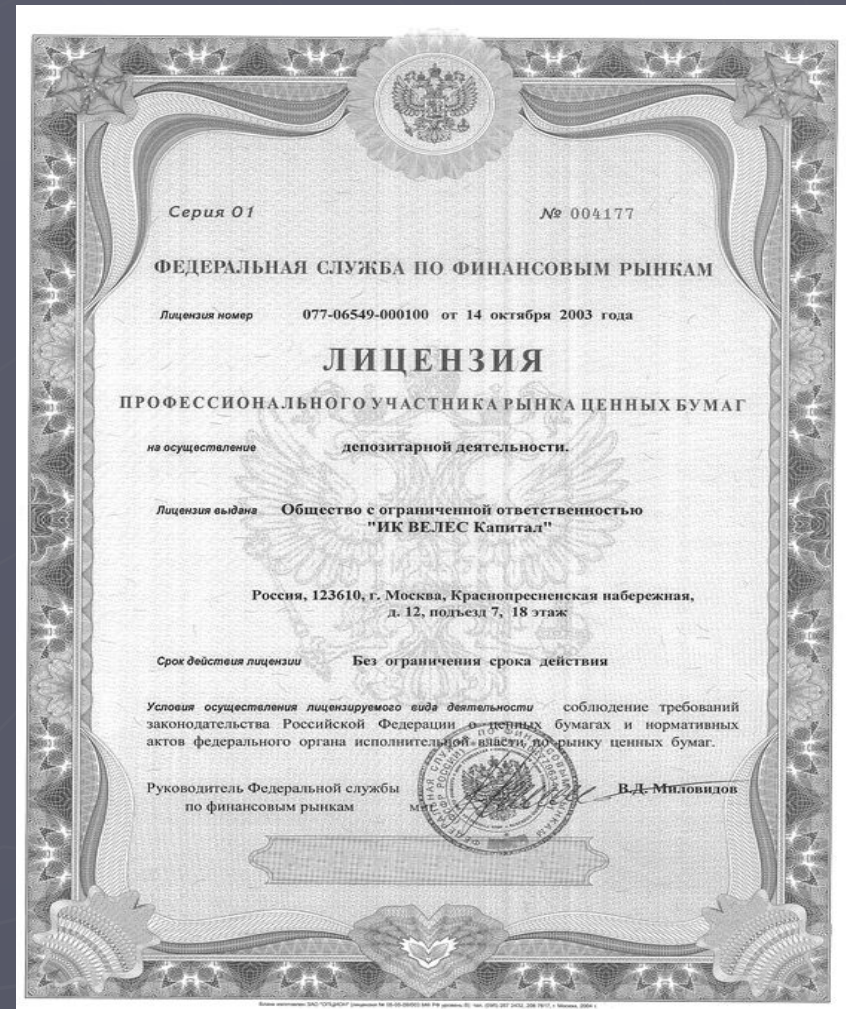 Серия 01 № 004177
ФЕДЕРАЛЬНАЯ СЛУЖБА ПО ФИНАНСОВЫМ РЫНКАМ
Лицензия номер 077-06549-000100 от 14 октября 2003 года
ЛИЦЕНЗИЯ
ПРОФЕССИОНАЛЬНОГО УЧАСТНИКА РЫНКА ЦЕННЫХ БУМАГ
на осуществление депозитарной деятельности.
Лицензия выдана Общество с ограниченной ответственностью
"ИК ВЕЛЕС Капитал"
Россия, 123610, г. Москва, Краснопресненская набережная,
д. 12, подъезд 7, 18 этаж
Срок действия лицензии Без ограничения срока действия
Условия осуществления лицензируемого вида деятельности соблюдение требований
законодательства Российской Федерации о ценных бумагах и нормативных
актов федерального органа исполнительной власти по рынку ценных бумаг.
Руководитель Федеральной службы В.Д. Миловидов
по финансовым рынкам